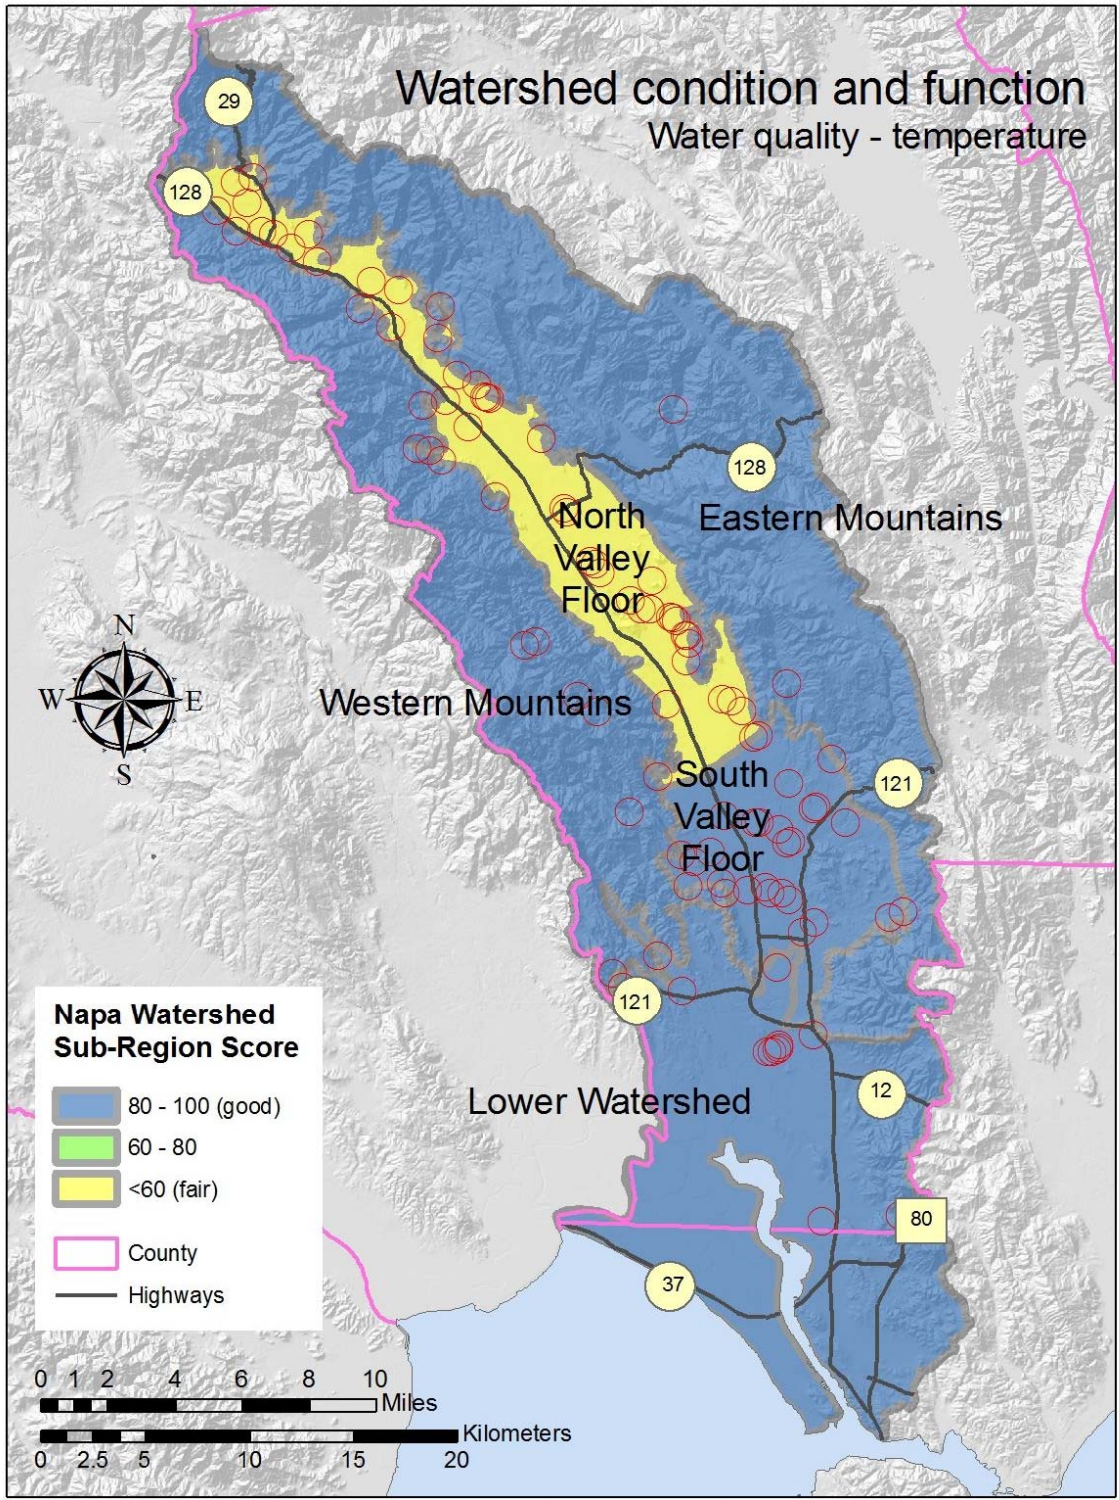 Watershed condition and function
Water quality - temperature
29
128
128
North
Valley
Floor
Eastern Mountains
Western Mountains
N
W
E
S
South
Valley
Floor
121
121
Lower Watershed
12
80
37
Napa Watershed
Sub-Region Score
80 - 100 (good)
60 - 80
<60 (fair)
County
Highways
0 1 2 4 6 8 10
Miles
Kilometers
0 2.5 5 10 15 20